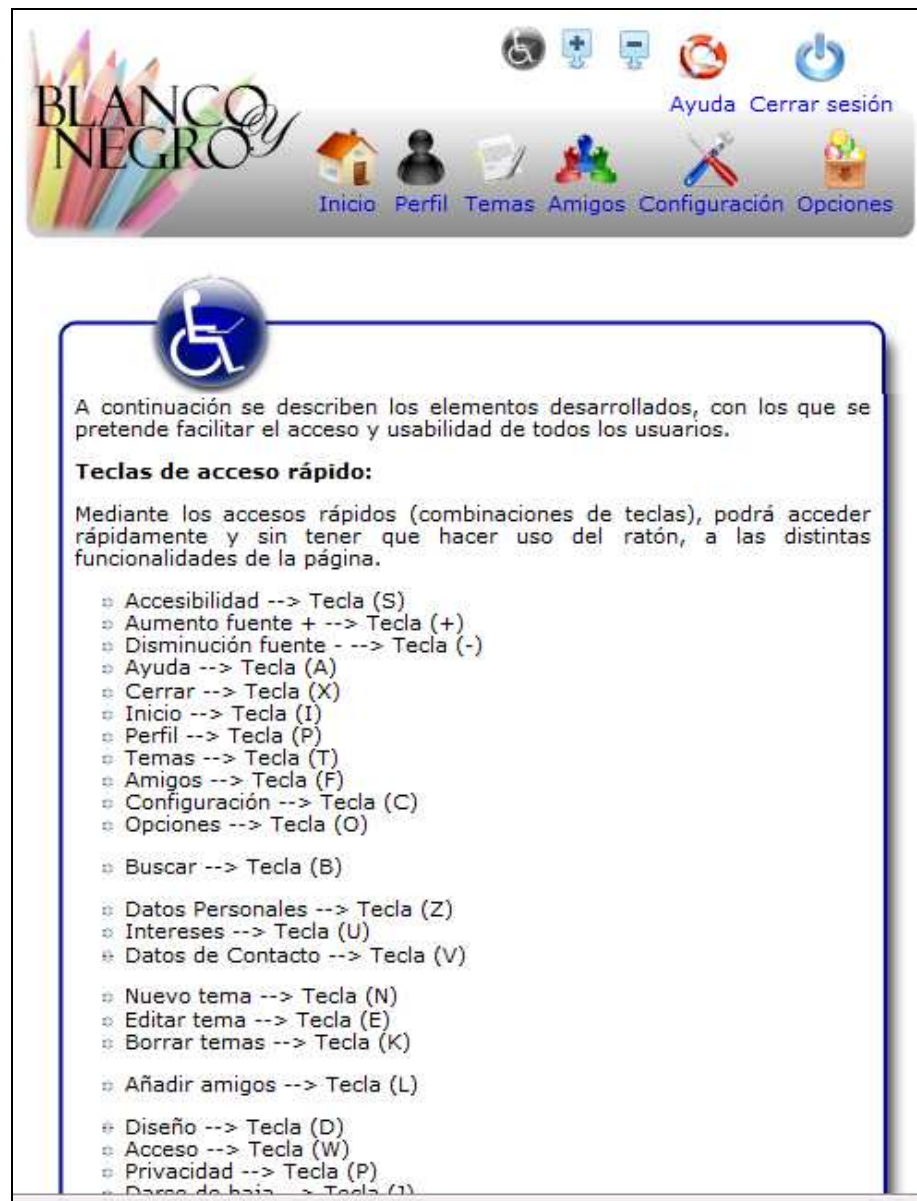 BLANCO y
NEGRO
Ayuda Cerrar sesión
Inicio Perfil Temas Amigos Configuración Opciones
A continuación se describen los elementos desarrollados, con los que se
pretende facilitar el acceso y usabilidad de todos los usuarios.
Teclas de acceso rápido:
Mediante los accesos rápidos (combinaciones de teclas), podrá acceder
rápidamente y sin tener que hacer uso del ratón, a las distintas
funcionalidades de la página.
Accesibilidad --> Tecla (S)
Aumento fuente + --> Tecla (+)
Disminución fuente - --> Tecla (-)
Ayuda --> Tecla (A)
Cerrar --> Tecla (X)
Inicio --> Tecla (I)
Perfil --> Tecla (P)
Temas --> Tecla (T)
Amigos --> Tecla (F)
Configuración --> Tecla (C)
Opciones --> Tecla (O)
Buscar --> Tecla (B)
Datos Personales --> Tecla (Z)
Intereses --> Tecla (U)
Datos de Contacto --> Tecla (V)
Nuevo tema --> Tecla (N)
Editar tema --> Tecla (E)
Borrar temas --> Tecla (K)
Añadir amigos --> Tecla (L)
Diseño --> Tecla (D)
Acceso --> Tecla (W)
Privacidad --> Tecla (P)
Darse de baja --> Tecla